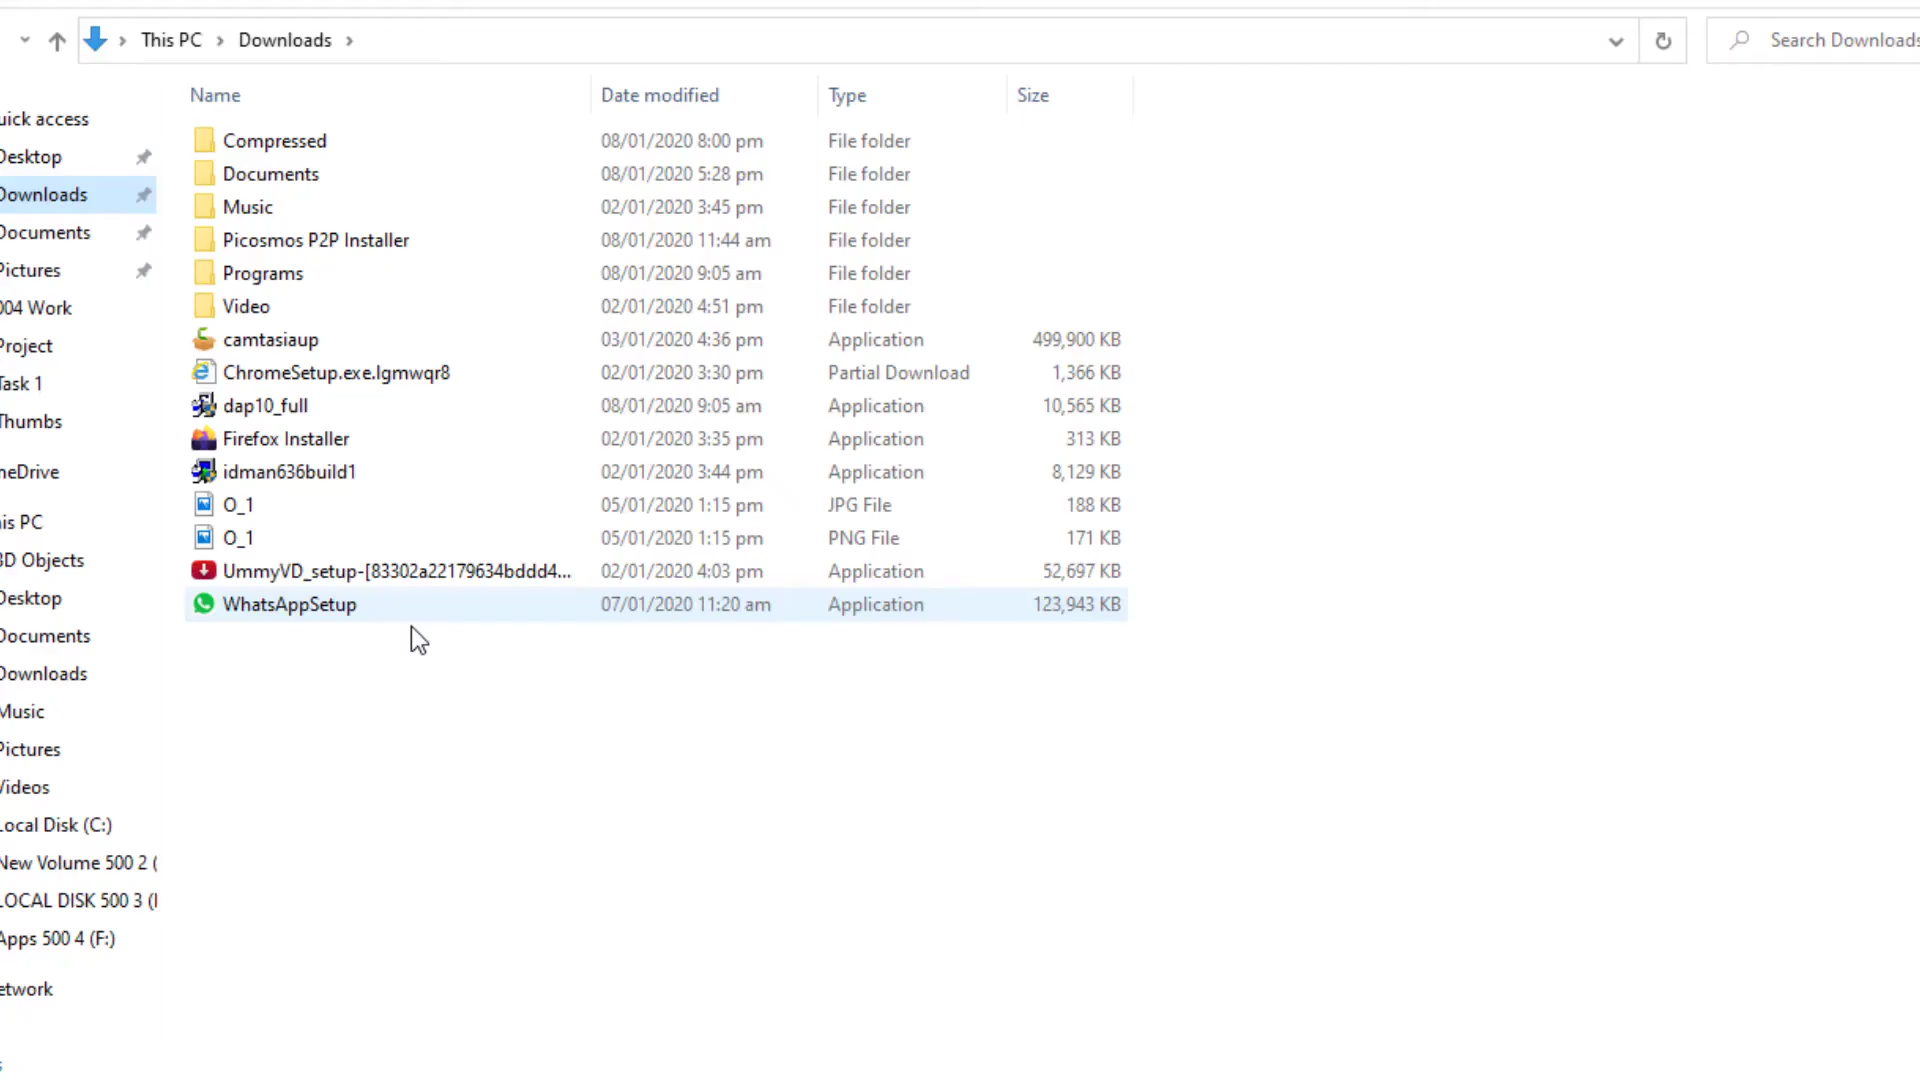 This PC > Downloads >
Search Downloads
Name Date modified Type Size
uick access
Desktop
Downloads
Documents
Pictures
004 Work
Project
Task 1
Thumbs
neDrive
is PC
3D Objects
Desktop
Documents
Downloads
Music
Pictures
Videos
Local Disk (C:)
New Volume 500 2 (
LOCAL DISK 500 3 (
Apps 500 4 (F:)
etwork
Compressed 08/01/2020 8:00 pm File folder
Documents 08/01/2020 5:28 pm File folder
Music 02/01/2020 3:45 pm File folder
Picosmos P2P Installer 08/01/2020 11:44 am File folder
Programs 08/01/2020 9:05 am File folder
Video 02/01/2020 4:51 pm File folder
camtasiaup 03/01/2020 4:36 pm Application 499,900 KB
ChromeSetup.exe.lgmwqr8 02/01/2020 3:30 pm Partial Download 1,366 KB
dap10_full 08/01/2020 9:05 am Application 10,565 KB
Firefox Installer 02/01/2020 3:35 pm Application 313 KB
idman636build1 02/01/2020 3:44 pm Application 8,129 KB
O_1 05/01/2020 1:15 pm JPG File 188 KB
O_1 05/01/2020 1:15 pm PNG File 171 KB
UmmyVD_setup-[83302a22179634bddd4... 02/01/2020 4:03 pm Application 52,697 KB
WhatsAppSetup 07/01/2020 11:20 am Application 123,943 KB